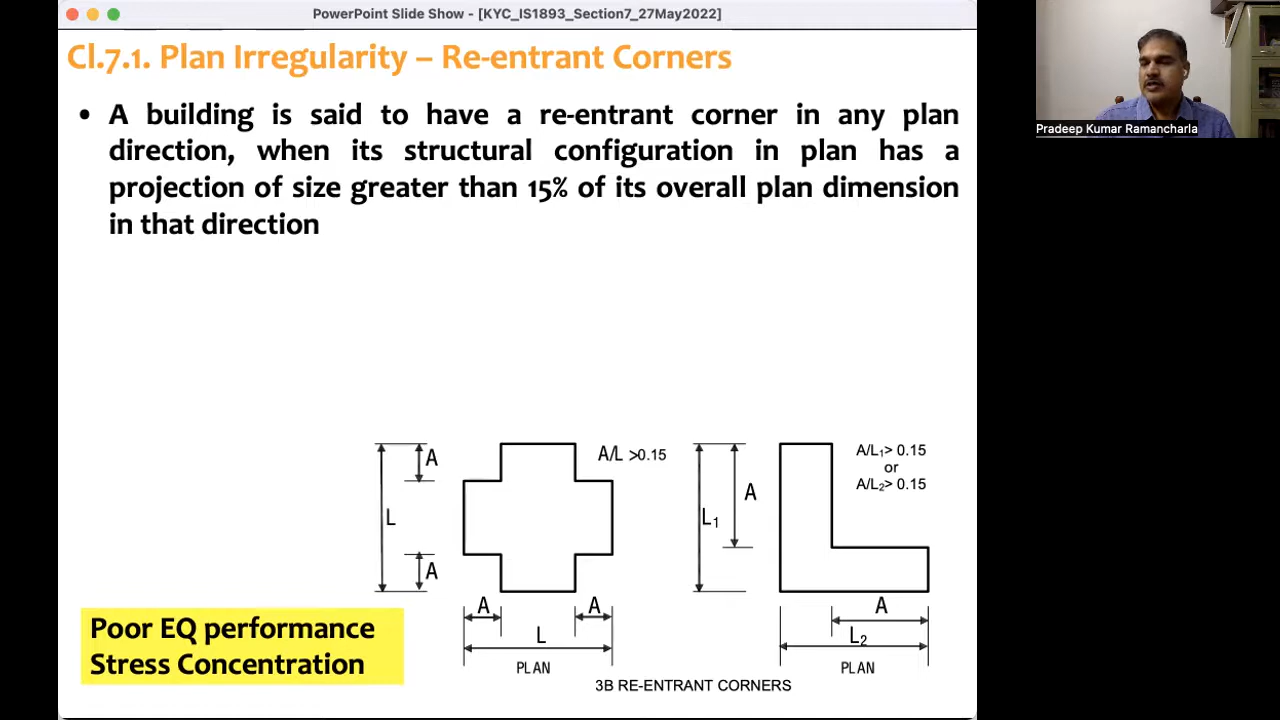 PowerPoint Slide Show - [KYC_IS1893_Section7_27May2022]
Cl.7.1. Plan Irregularity – Re-entrant Corners
• A building is said to have a re-entrant corner in any plan
direction, when its structural configuration in plan has a
projection of size greater than 15% of its overall plan dimension
in that direction
Pradeep Kumar Ramancharla
A
L
A
A/L >0.15
A
A
L
PLAN
L₁
A
A/L₁> 0.15
or
A/L₂> 0.15
A
L₂
PLAN
3B RE-ENTRANT CORNERS
Poor EQ performance
Stress Concentration